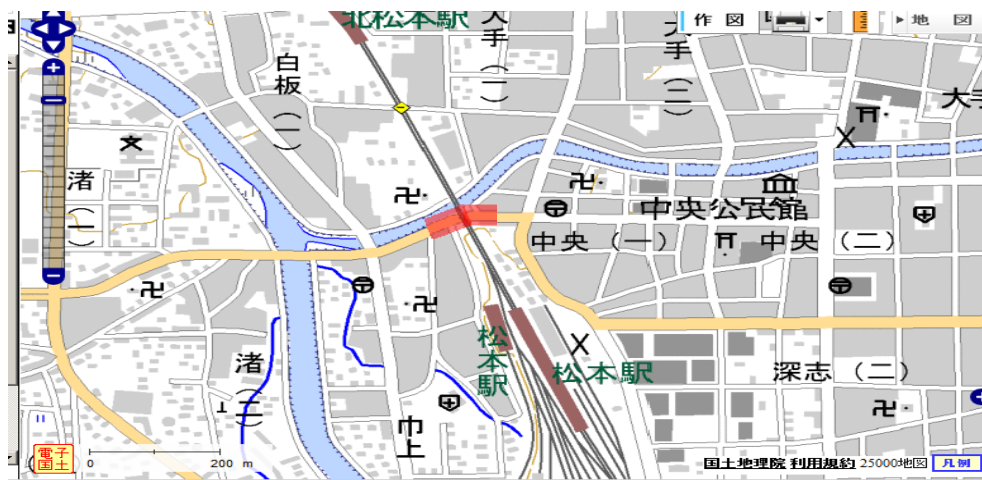 北松本駅
大手(一)
大手(二)
作図
地図
白板(一)
大手
渚(一)
中央公民館
中央(一)
中央(二)
松本駅
松本駅
渚(二)
深志(二)
巾上
電子国土
0 200 m
国土地理院 利用規約 25000地図 凡例